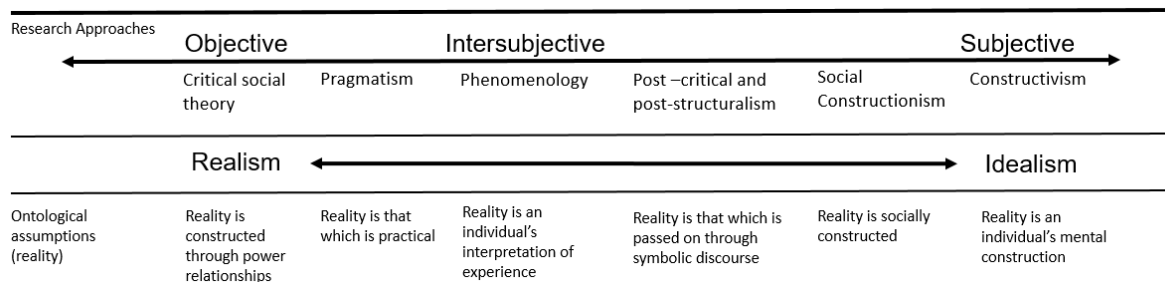 Research Approaches
Objective
Intersubjective
Subjective
Critical social
theory
Pragmatism
Phenomenology
Post –critical and
post-structuralism
Social
Constructionism
Constructivism
Realism
Idealism
Ontological
assumptions
(reality)
Reality is
constructed
through power
relationships
Reality is that
which is practical
Reality is an
individual's
interpretation of
experience
Reality is that which is
passed on through
symbolic discourse
Reality is socially
constructed
Reality is an
individual's mental
construction